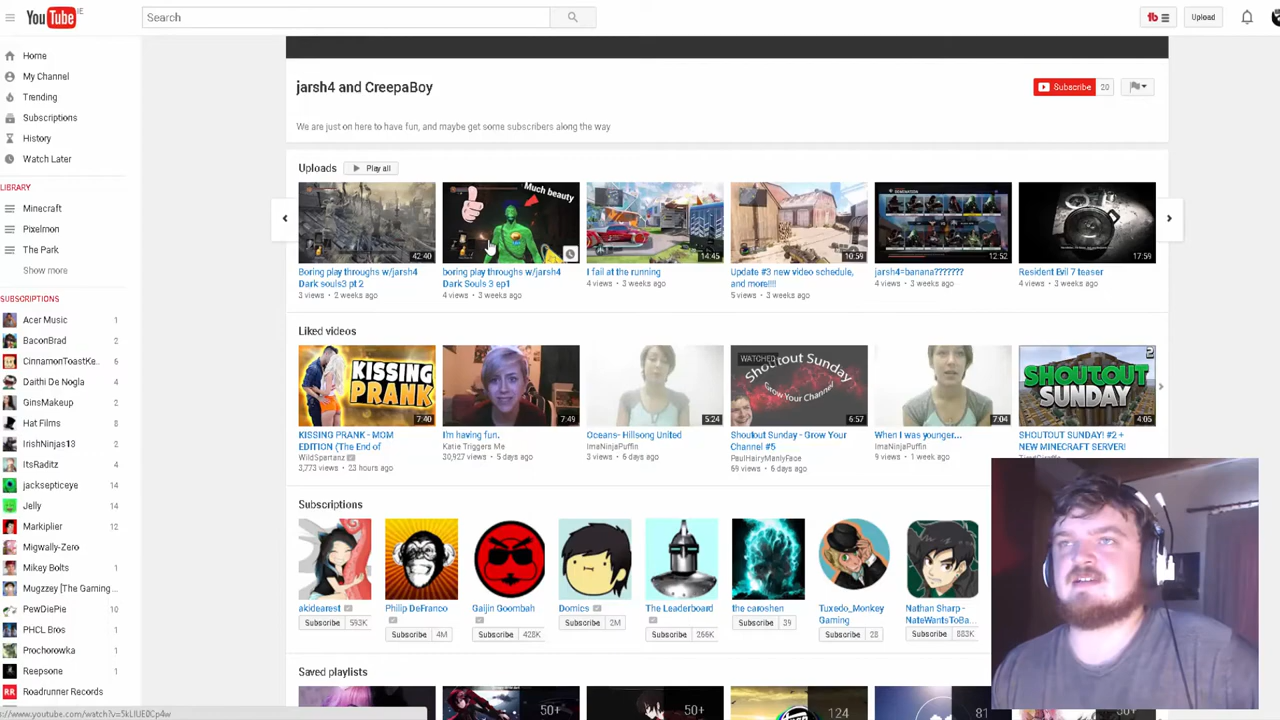 YouTube IE
Search
Upload
Home
My Channel
Trending
Subscriptions
History
Watch Later
LIBRARY
Minecraft
Pixelmon
The Park
Show more
SUBSCRIPTIONS
Acer Music 1
BaconBrad 2
CinnamonToastKe... 6
Daithi De Nogla 4
GinsMakeup 2
Hat Films 8
IrishNinjas13 2
ItsRaditz 4
jacksepticeye 14
Jelly 14
Markiplier 12
Migwally-Zero 1
Mikey Bolts 1
Mugzzey [The Gaming ... 1
PewDiePie 10
PHCL Bros 1
Prochorowka 1
Reepsone 1
Roadrunner Records 1
jarsh4 and CreepaBoy
Subscribe 20
We are just on here to have fun, and maybe get some subscribers along the way
Uploads Play all
42:40
Much beauty
14:45
10:59
12:52
17:59
Boring play throughs w/jarsh4
Dark souls3 pt 2
3 views • 2 weeks ago
boring play throughs w/jarsh4
Dark Souls 3 ep1
4 views • 3 weeks ago
I fail at the running
4 views • 3 weeks ago
Update #3 new video schedule,
and more!!!!
5 views • 3 weeks ago
jarsh4=banana???????
4 views • 3 weeks ago
Resident Evil 7 teaser
4 views • 3 weeks ago
Liked videos
KISSING
PRANK
7:40
7:49
5:24
WATCHED
Shoutout Sunday
Grow Your Channel
6:57
7:04
2
SHOUTOUT
SUNDAY
4:05
KISSING PRANK - MOM
EDITION (The End of
WildSpartanz
3,773 views • 23 hours ago
I'm having fun.
Katie Triggers Me
30,927 views • 5 days ago
Oceans- Hillsong United
ImaNinjaPuffin
3 views • 6 days ago
Shoutout Sunday - Grow Your
Channel #5
PaulHairyManlyFace
69 views • 6 days ago
When I was younger...
ImaNinjaPuffin
9 views • 1 week ago
SHOUTOUT SUNDAY! #2 +
NEW MINECRAFT SERVER!
Subscriptions
akidearest
Subscribe 593K
Philip DeFranco
Subscribe 4M
Gaijin Goombah
Subscribe 428K
Domics
Subscribe 2M
The Leaderboard
Subscribe 266K
the caroshen
Subscribe 39
Tuxedo_Monkey
Gaming
Subscribe 28
Nathan Sharp -
NateWantsToBa...
Subscribe 883K
Saved playlists
50+
50+
124
81
://www.youtube.com/watch?v=5kLIUE0Cp4w